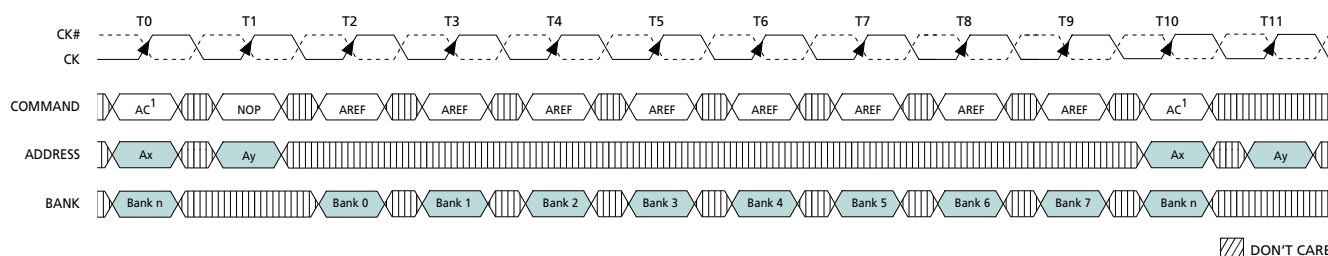 T0 T1 T2 T3 T4 T5 T6 T7 T8 T9 T10 T11
CK#
CK
COMMAND AC1 NOP AREF AREF AREF AREF AREF AREF AREF AREF AC1
ADDRESS Ax Ay Ax Ay
BANK Bank n Bank 0 Bank 1 Bank 2 Bank 3 Bank 4 Bank 5 Bank 6 Bank 7 Bank n
DON'T CARE